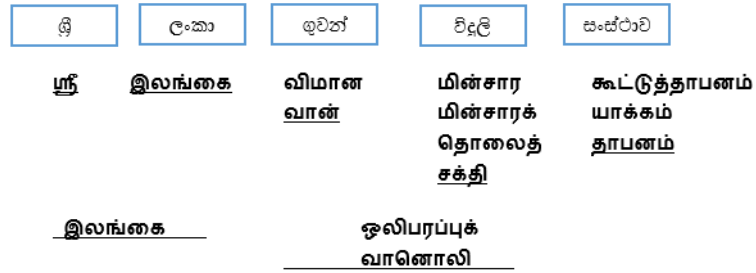 ශ්‍රී ලංකා ගුවන් විදුලි සංස්ථාව
ஸ்ரீ இலங்கை விமான மின்சார கூட்டுத்தாபனம்
வான் மின்சாரக் யாக்கம்
தொலைத் தாபனம்
சக்தி
இலங்கை ஒலிபரப்புக்
வானொலி